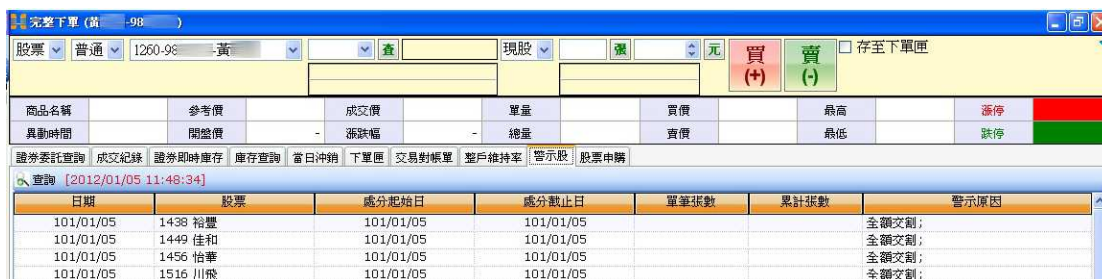 完整下單 (黃 -98 )
股票 普通 1260-98 -黃 查 現股 張 元 買 (+) 賣 (-) 存至下單匣
商品名稱 參考價 成交價 單量 買價 最高 漲停
異動時間 開盤價 - 漲跌幅 - 總量 賣價 最低 跌停
證券委託查詢 成交紀錄 證券即時庫存 庫存查詢 當日沖銷 下單匣 交易對帳單 整戶維持率 警示股 股票申購
查詢 [2012/01/05 11:48:34]
日期 股票 處分起始日 處分截止日 單筆張數 累計張數 警示原因
101/01/05 1438 裕豐 101/01/05 101/01/05 全額交割;
101/01/05 1449 佳和 101/01/05 101/01/05 全額交割;
101/01/05 1456 怡華 101/01/05 101/01/05 全額交割;
101/01/05 1516 川飛 101/01/05 101/01/05 全額交割;